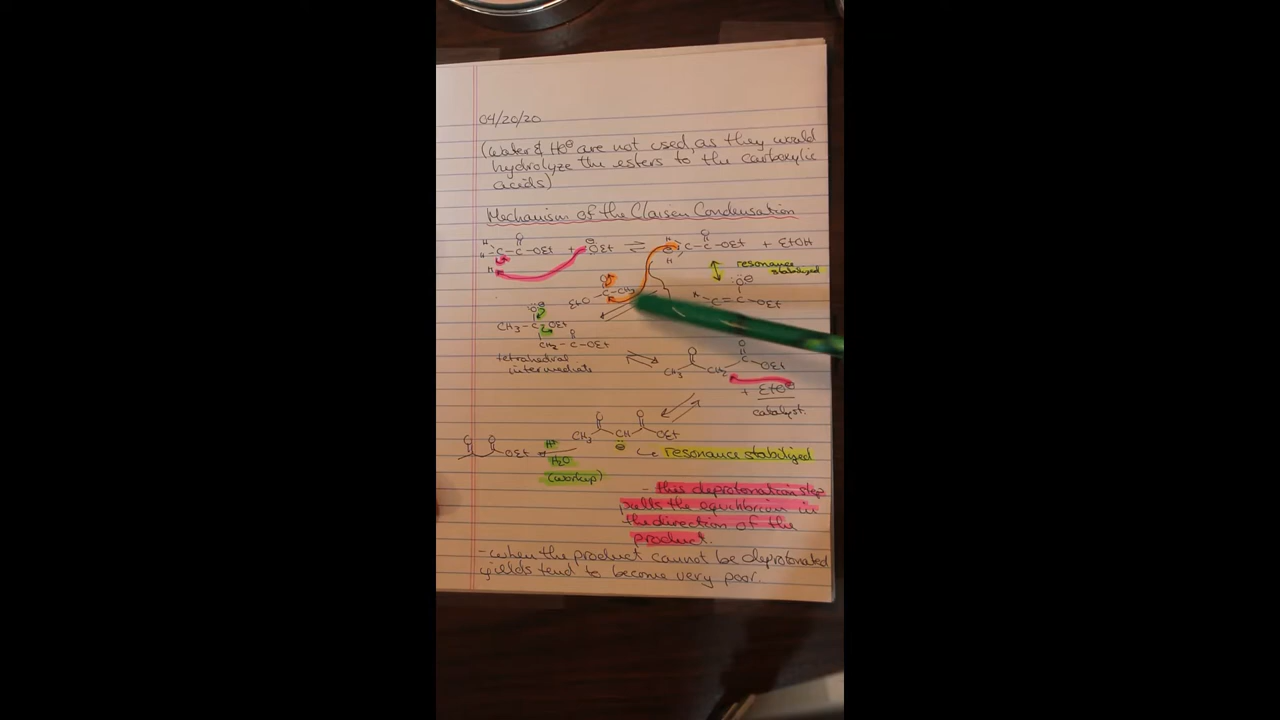 04/20/20
(Water & HO⊖ are not used, as they would
hydrolyze the esters to the carboxylic
acids)
Mechanism of the Claisen Condensation
H O ⊖ H O
H C - C - OEt + :OEt ⇌ ⊖ C - C - OEt + EtOH
H H
resonance
stabilized
O :O:⊖
EtO C - CH3 H C = C - OEt
:O:⊖
CH3 - C OEt O
CH2 - C - OEt
tetrahedral
intermediate
O O
CH3 CH2 C OEt
+ EtO⊖
catalyst.
O O
CH3 CH OEt
⊖
resonance stabilized
O O
OEt
H+
H2O
(workup)
- this deprotonation step
pulls the equilibrium in
the direction of the
product.
- when the product cannot be deprotonated
yields tend to become very poor.